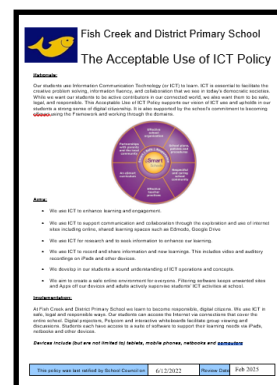 Fish Creek and District Primary School
The Acceptable Use of ICT Policy
Rationale:
Our students use Information Communication Technology (or ICT) to learn. ICT is essential to facilitate the
creative problem solving, information fluency, and collaboration that we see in today's democratic societies.
While we want our students to be active contributors in our connected world, we also want them to be safe,
legal, and responsible. This Acceptable Use of ICT Policy supports our vision of ICT use and upholds in our
students a strong sense of digital citizenship. It is also supported by the school's commitment to becoming
using the Framework and working through the domains.
Aims:
• We use ICT to enhance learning and engagement.
• We use ICT to support communication and collaboration through the exploration and use of internet
sites including online, shared learning spaces such as Edmodo, Google Drive
• We use ICT for research and to seek information to enhance our learning.
• We use ICT to record and share information and new learnings. This includes video and auditory
recordings on iPads and other devices.
• We develop in our students a sound understanding of ICT operations and concepts.
• We aim to create a safe online environment for everyone. Filtering software keeps unwanted sites
and Apps off our devices and adults actively supervise students' ICT activities at school.
Implementation:
At Fish Creek and District Primary School we learn to become responsible, digital citizens. We use ICT in
safe, legal and responsible ways. Our students can access the Internet via connections that cover the
entire school. Digital projectors, Polycom and interactive whiteboards facilitate group viewing and
discussions. Students each have access to a suite of software to support their learning needs via iPads,
netbooks and other devices.
Devices include (but are not limited to) tablets, mobile phones, netbooks and computers
This policy was last ratified by School Council on 6/12/2022 Review Date Feb 2025